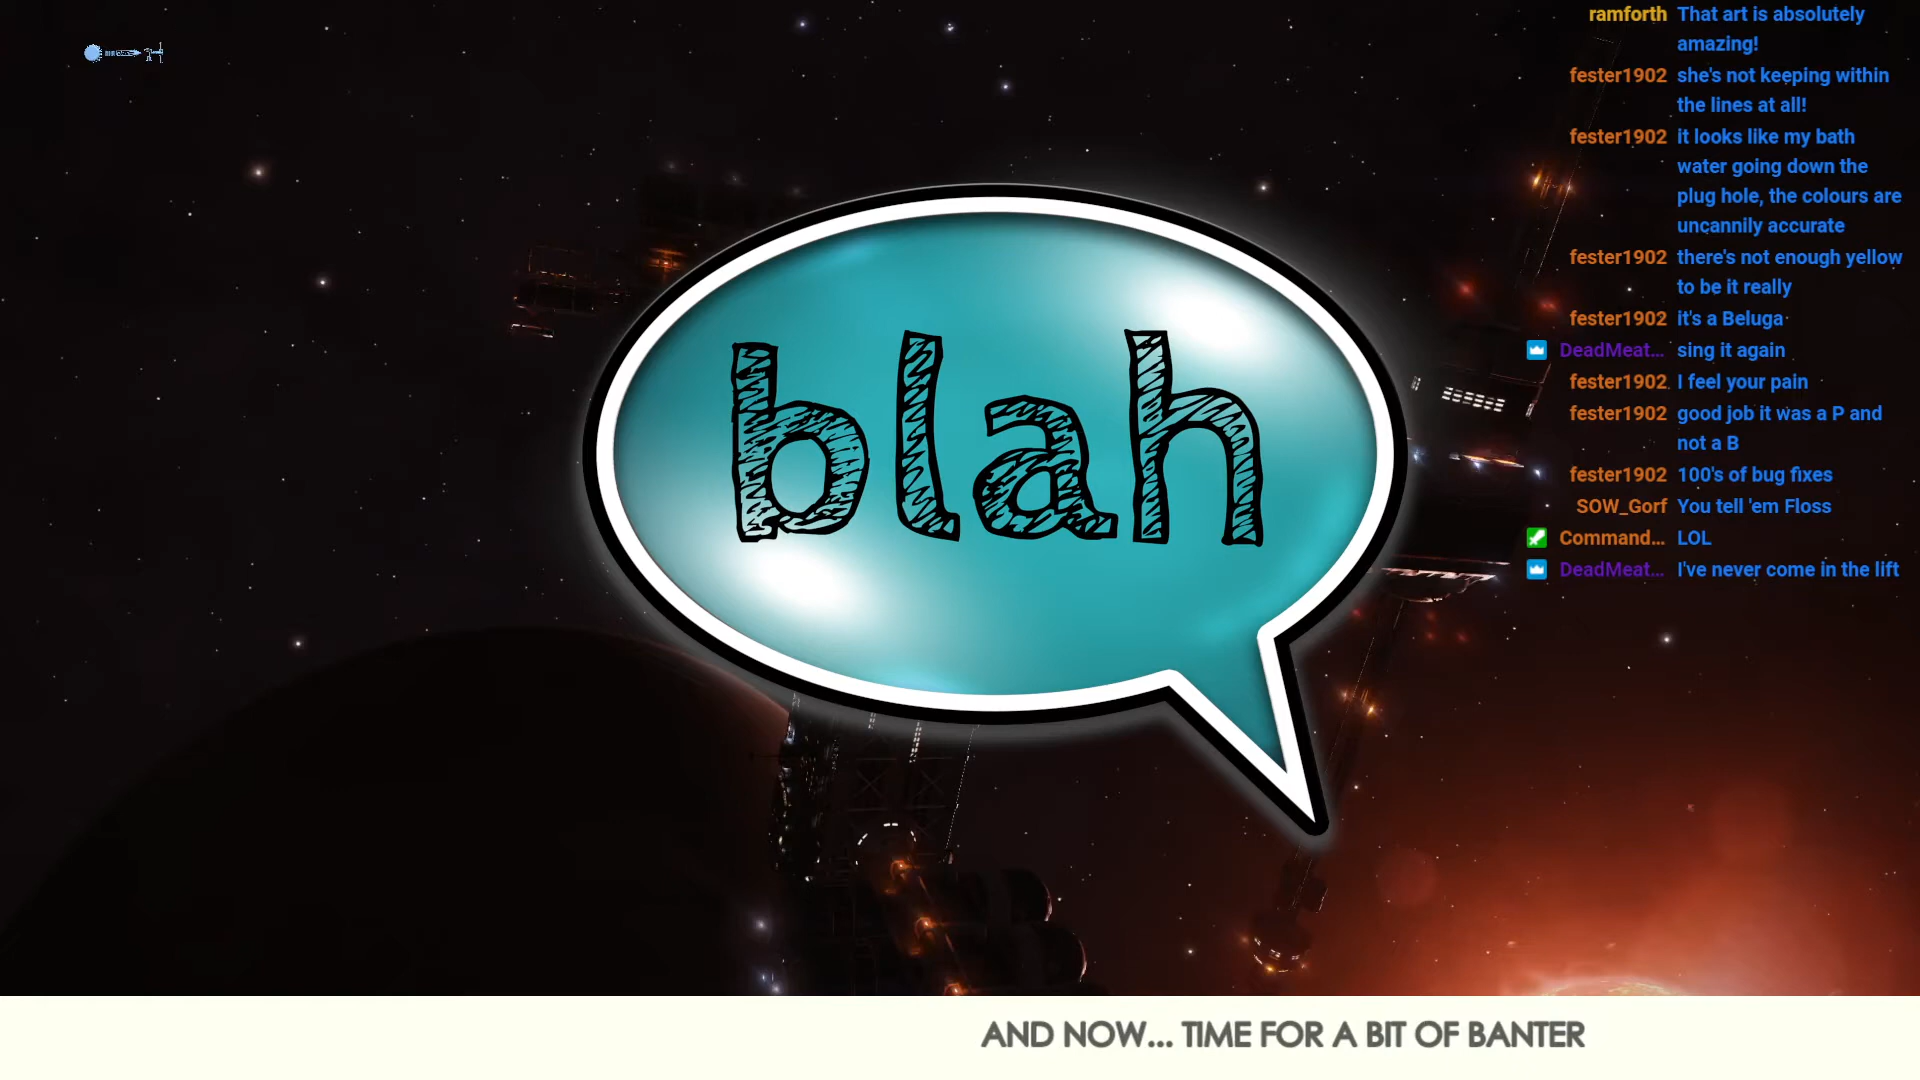 blah
ramforth That art is absolutely
amazing!
fester1902 she's not keeping within
the lines at all!
fester1902 it looks like my bath
water going down the
plug hole, the colours are
uncannily accurate
fester1902 there's not enough yellow
to be it really
fester1902 it's a Beluga
DeadMeat... sing it again
fester1902 I feel your pain
fester1902 good job it was a P and
not a B
fester1902 100's of bug fixes
SOW_Gorf You tell 'em Floss
Command... LOL
DeadMeat... I've never come in the lift
AND NOW... TIME FOR A BIT OF BANTER